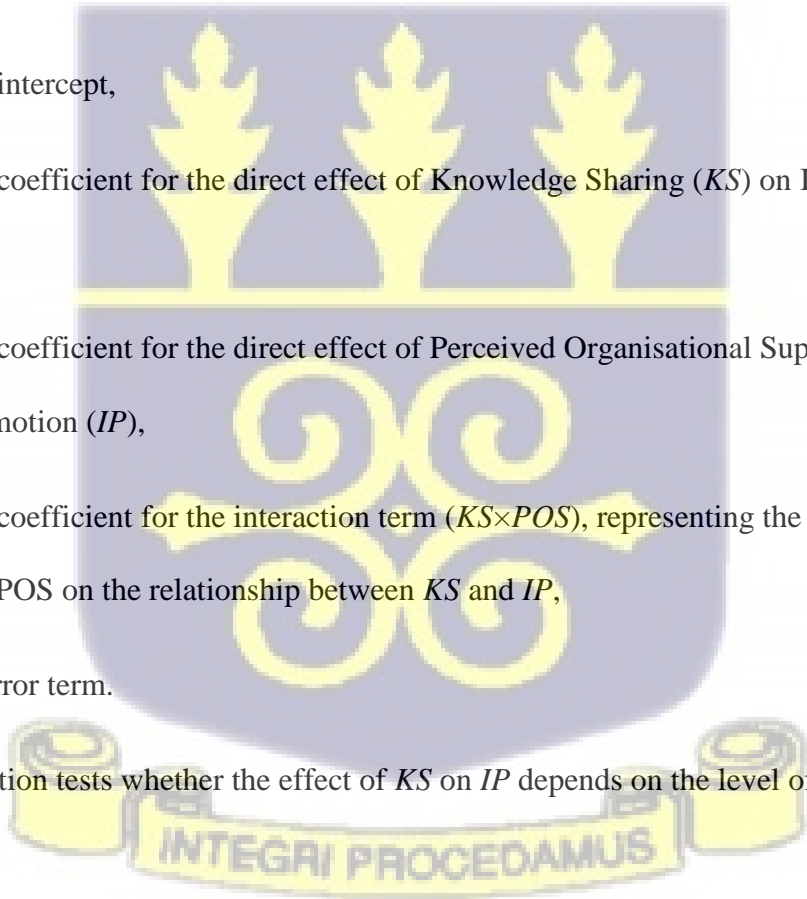 intercept,
coefficient for the direct effect of Knowledge Sharing (KS) on
coefficient for the direct effect of Perceived Organisational Sup
motion (IP),
coefficient for the interaction term (KS×POS), representing the
POS on the relationship between KS and IP,
rror term.
tion tests whether the effect of KS on IP depends on the level o
INTEGRI PROCEDAMUS